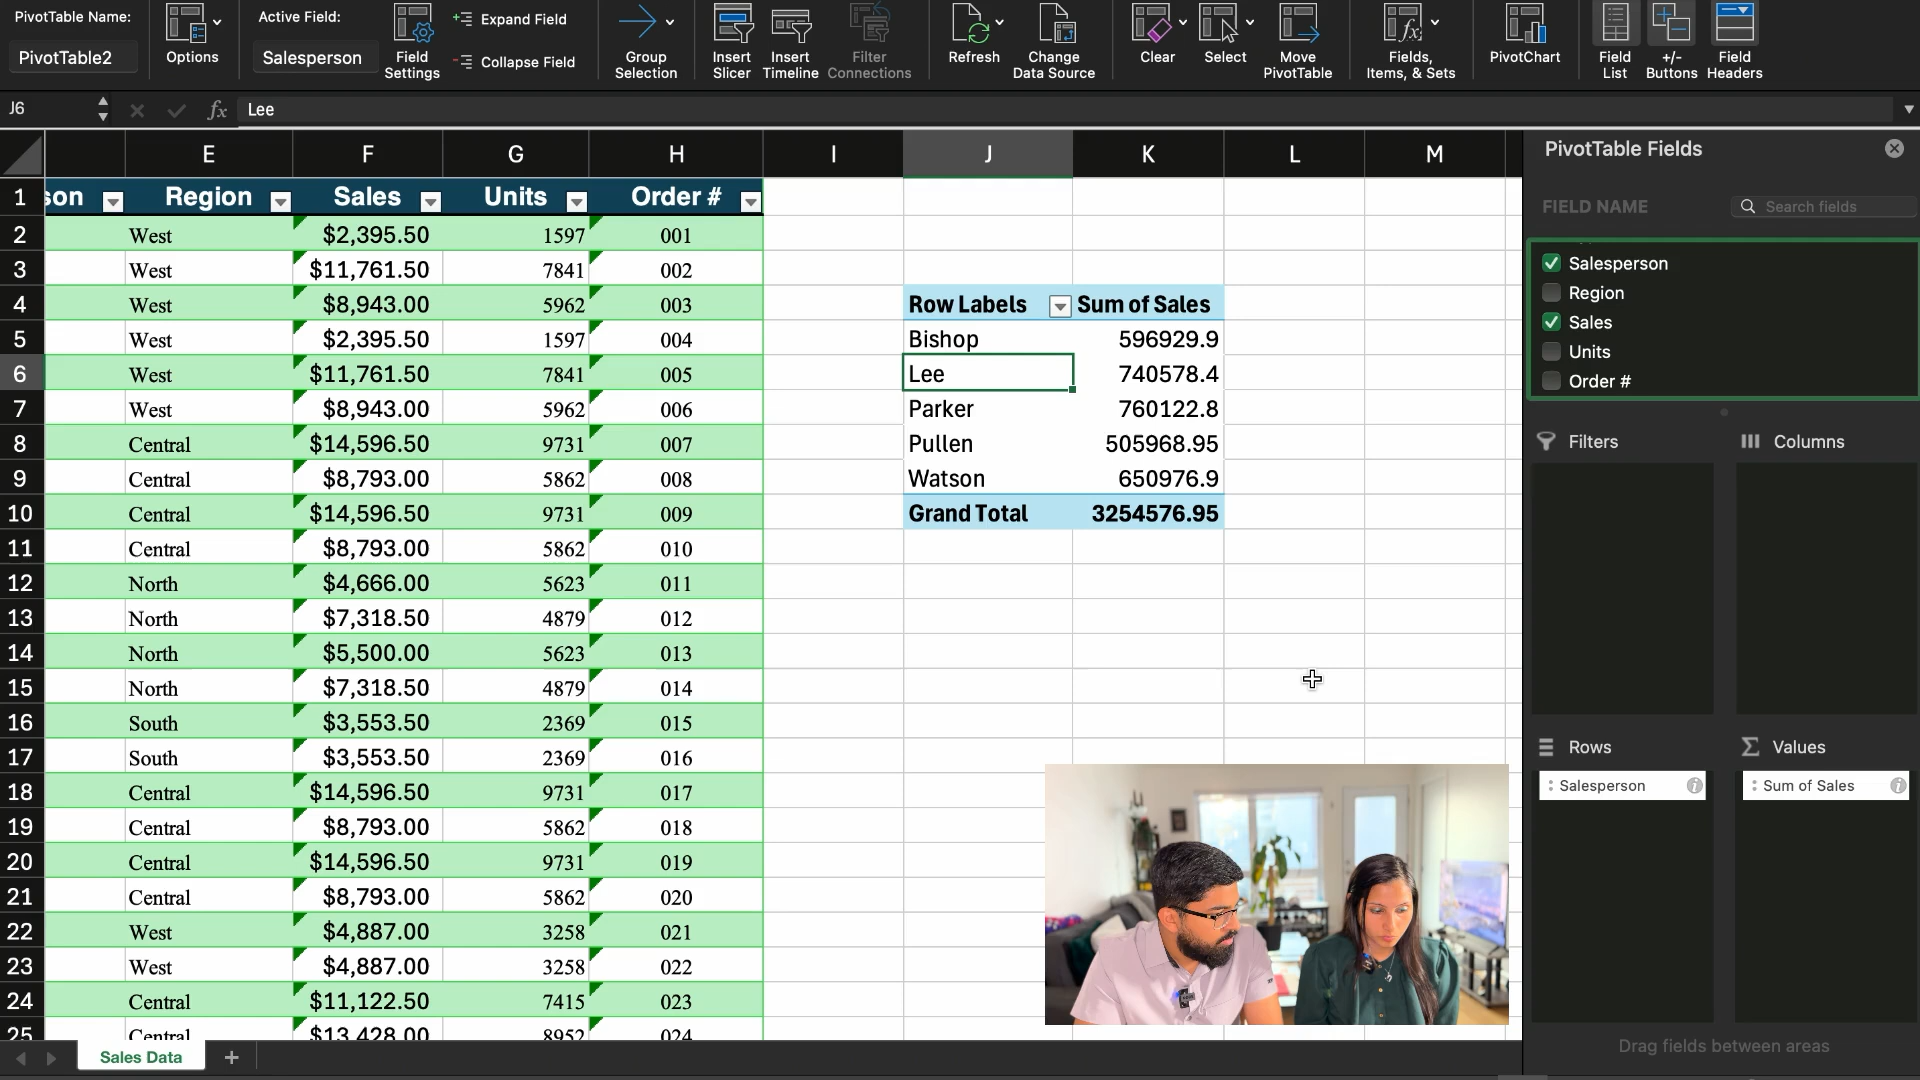 PivotTable Name:
PivotTable2
Options
Active Field:
Salesperson
Field
Settings
Expand Field
Collapse Field
Group
Selection
Insert
Slicer
Insert
Timeline
Filter
Connections
Refresh
Change
Data Source
Clear
Select
Move
PivotTable
Fields,
Items, & Sets
PivotChart
Field
List
+/-
Buttons
Field
Headers
J6
fx
Lee
E F G H I J K L M
1 son Region Sales Units Order #
2 West $2,395.50 1597 001
3 West $11,761.50 7841 002
4 West $8,943.00 5962 003 Row Labels Sum of Sales
5 West $2,395.50 1597 004 Bishop 596929.9
6 West $11,761.50 7841 005 Lee 740578.4
7 West $8,943.00 5962 006 Parker 760122.8
8 Central $14,596.50 9731 007 Pullen 505968.95
9 Central $8,793.00 5862 008 Watson 650976.9
10 Central $14,596.50 9731 009 Grand Total 3254576.95
11 Central $8,793.00 5862 010
12 North $4,666.00 5623 011
13 North $7,318.50 4879 012
14 North $5,500.00 5623 013
15 North $7,318.50 4879 014
16 South $3,553.50 2369 015
17 South $3,553.50 2369 016
18 Central $14,596.50 9731 017
19 Central $8,793.00 5862 018
20 Central $14,596.50 9731 019
21 Central $8,793.00 5862 020
22 West $4,887.00 3258 021
23 West $4,887.00 3258 022
24 Central $11,122.50 7415 023
25 Central $13,428.00 8952 024
Sales Data
PivotTable Fields
FIELD NAME
Search fields
Salesperson
Region
Sales
Units
Order #
Filters
Columns
Rows
Values
Salesperson
Sum of Sales
Drag fields between areas